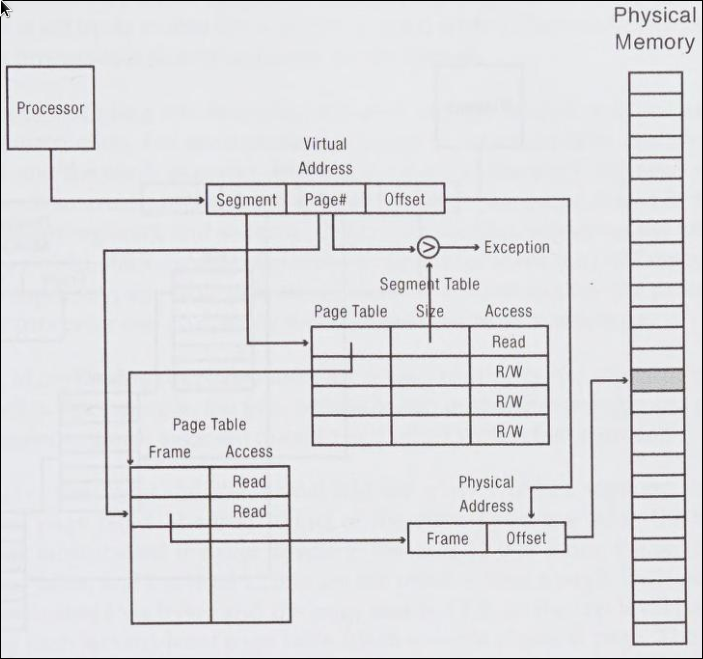 Physical
Memory
Processor
Virtual
Address
Segment Page# Offset
> Exception
Segment Table
Page Table Size Access
Read
R/W
R/W
R/W
Page Table
Frame Access
Read
Read
Physical
Address
Frame Offset